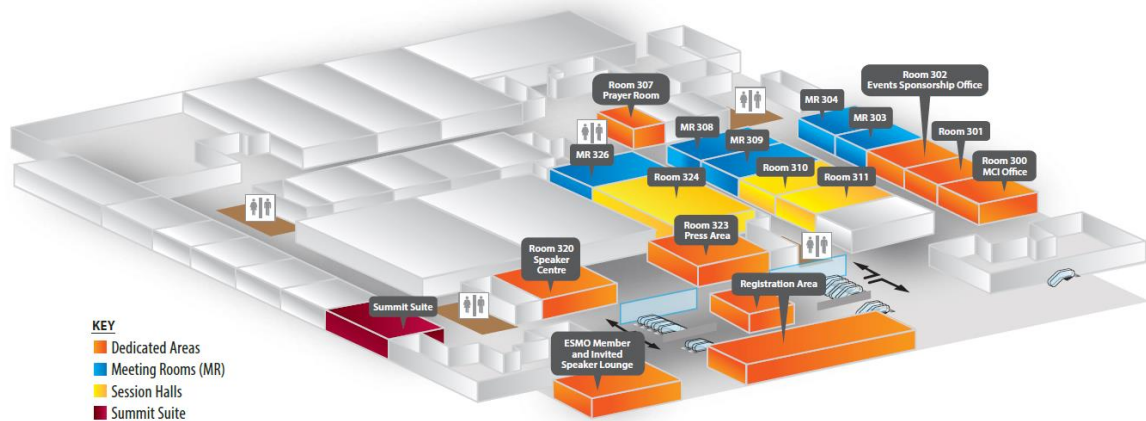 Room 307
Prayer Room
Room 302
Events Sponsorship Office
MR 304
MR 303
Room 301
Room 300
MCI Office
MR 308
MR 309
MR 326
Room 310
Room 311
Room 324
Room 323
Press Area
Room 320
Speaker
Centre
Registration Area
Summit Suite
ESMO Member
and Invited
Speaker Lounge
KEY
Dedicated Areas
Meeting Rooms (MR)
Session Halls
Summit Suite